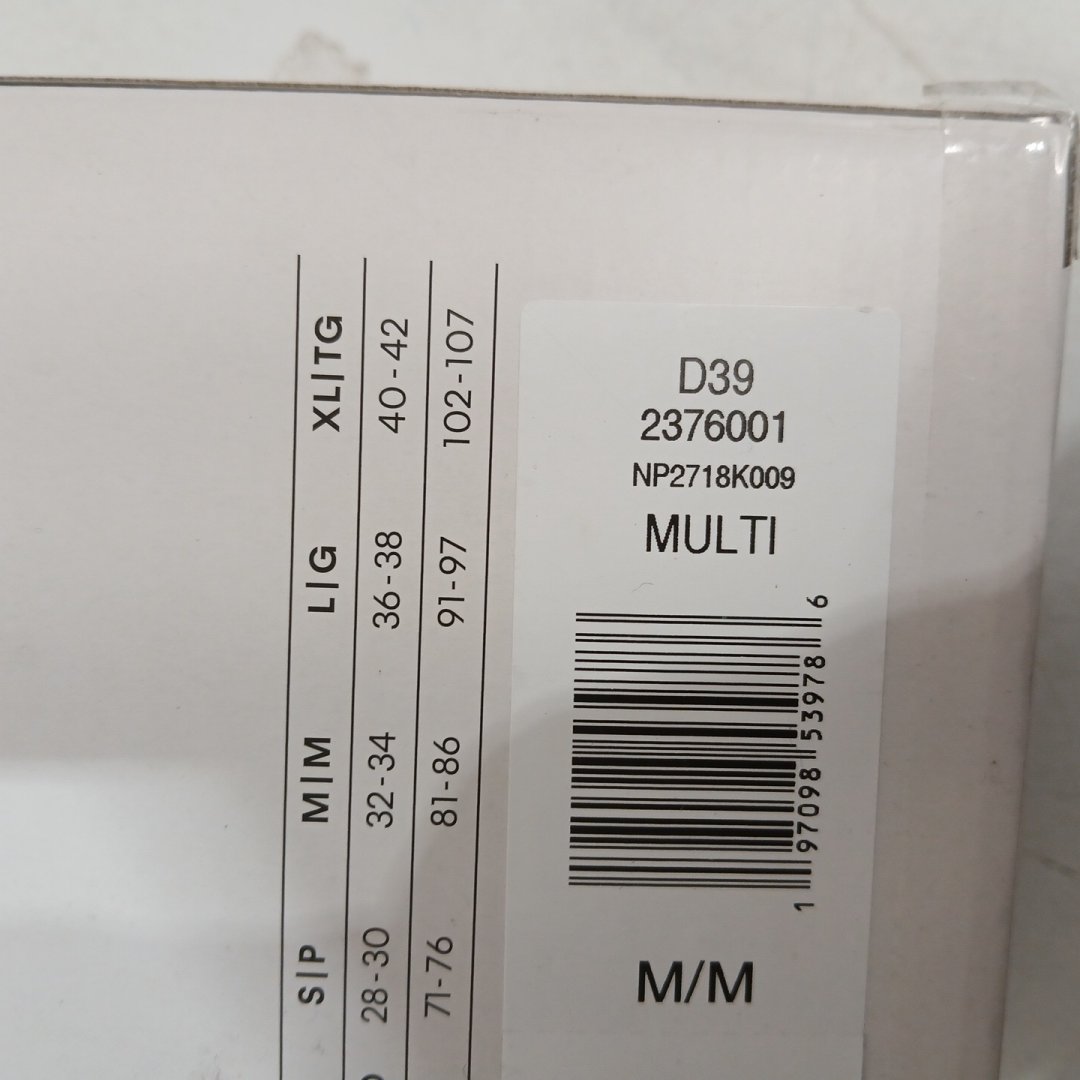 S|P M|M L|G XL|TG
28-30 32-34 36-38 40-42
71-76 81-86 91-97 102-107
D39
2376001
NP2718K009
MULTI
1 97098 53978 6
M/M